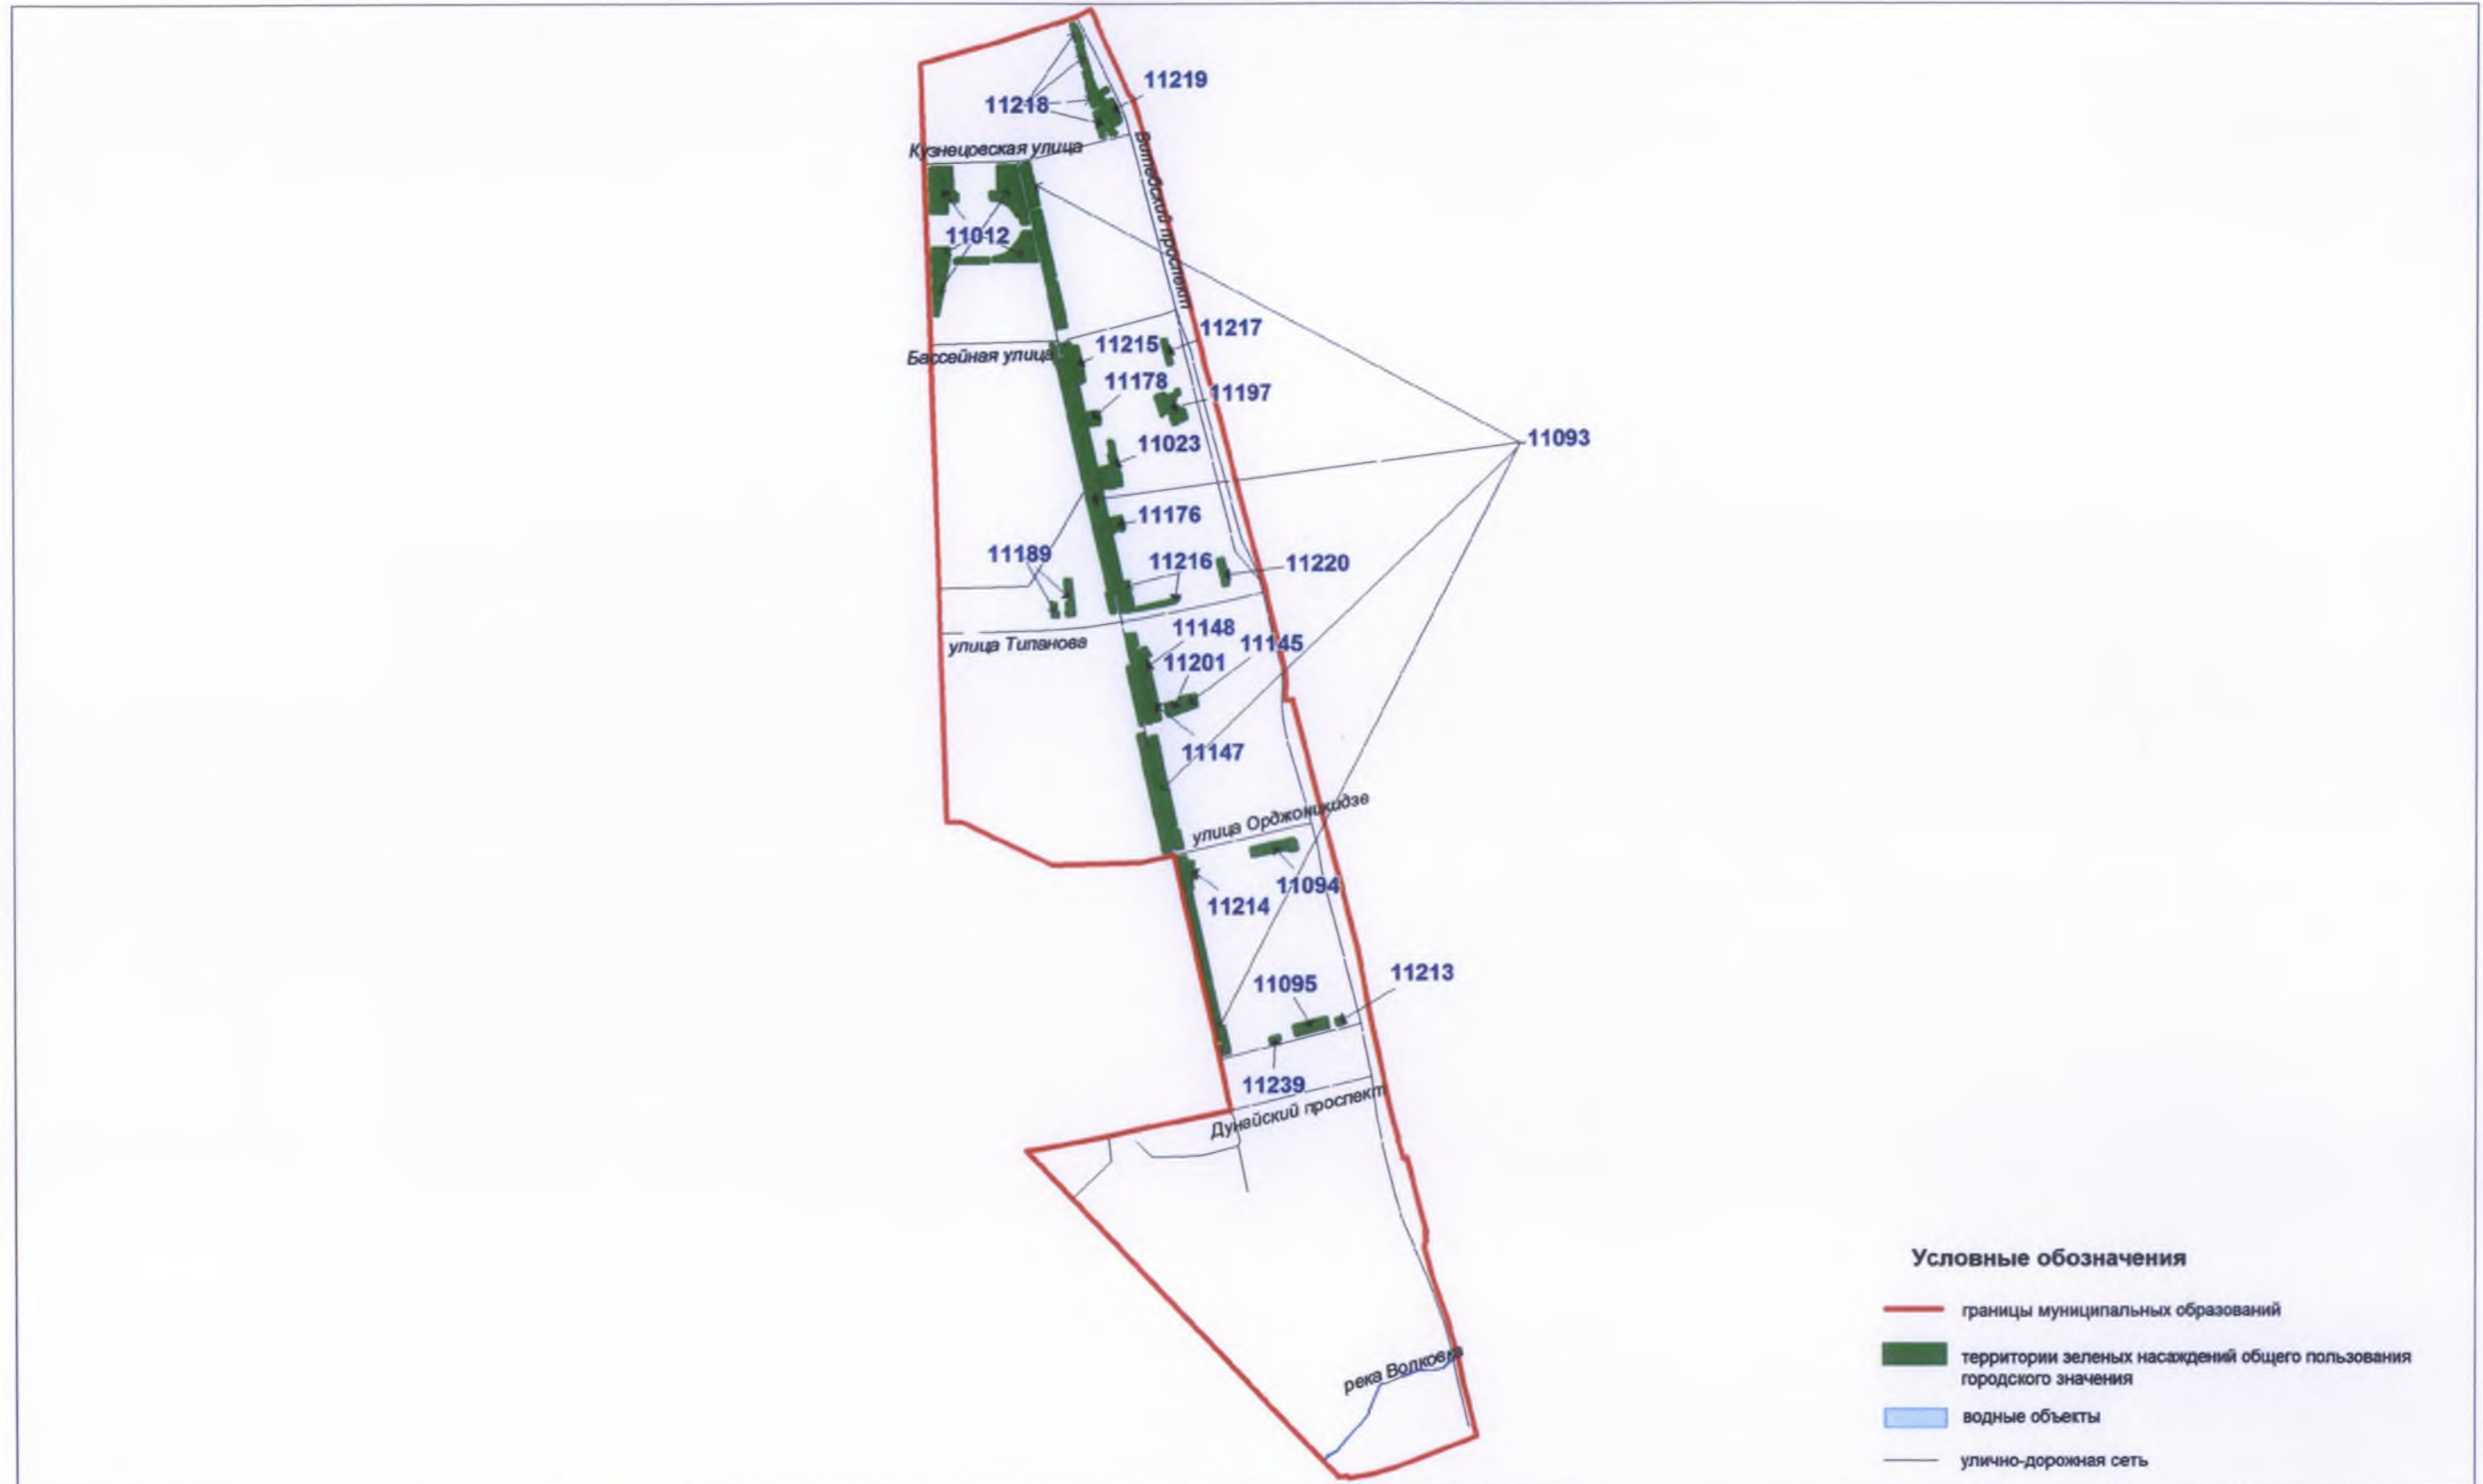 11219
11218
Кузнецовская улица
Витебский проспект
11012
11217
11215
Бассейная улица
11178
11197
11093
11023
11176
11189
11216
11220
11148
11145
улица Типанова
11201
11147
улица Орджоникидзе
11094
11214
11213
11095
11239
Дунайский проспект
Условные обозначения
границы муниципальных образований
территории зеленых насаждений общего пользования
городского значения
река Волковка
водные объекты
улично-дорожная сеть